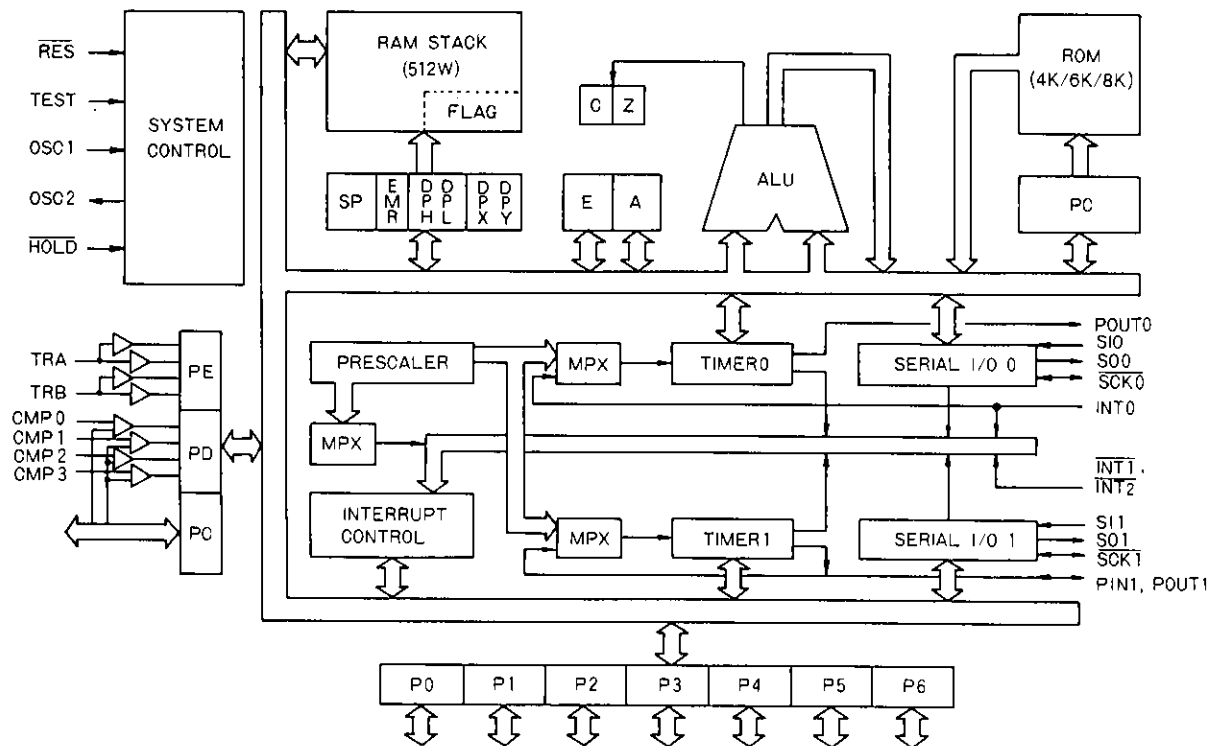 RES
TEST
OSC1
OSC2
HOLD
SYSTEM
CONTROL
RAM STACK
(512W)
FLAG
SP
EMR
DPH
DPL
DPX
DPY
C
Z
E
A
ALU
ROM
(4K/6K/8K)
PC
TRA
TRB
CMP0
CMP1
CMP2
CMP3
PE
PD
PC
PRESCALER
MPX
MPX
TIMER0
SERIAL I/O 0
POUT0
SI0
SO0
SCK0
INT0
INT1,
INT2
INTERRUPT
CONTROL
MPX
TIMER1
SERIAL I/O 1
SI1
SO1
SCK1
PIN1, POUT1
P0
P1
P2
P3
P4
P5
P6